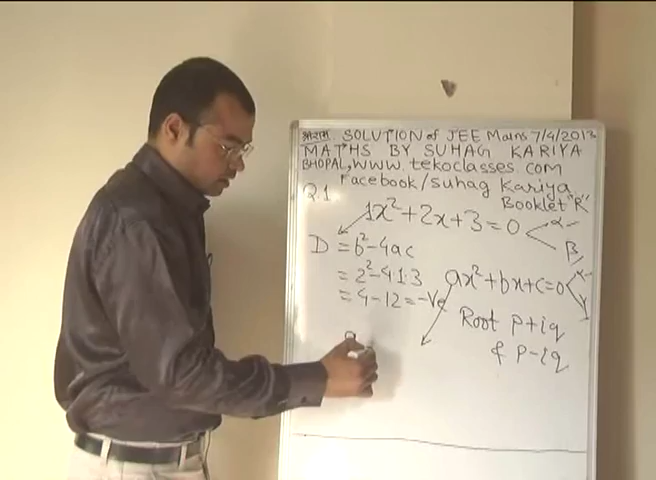 श्रीराम. SOLUTION of JEE Mains 7/4/2013
MATHS BY SUHAG KARIYA
BHOPAL, www.tekoclasses.com
Facebook/suhag kariya
Q.1 Booklet "R"
1x²+2x+3=0 α
β
D = b²-4ac
= 2²-4·1·3 ax²+bx+c=0 α
= 4-12 = -Ve
Root p+iq
& p-iq